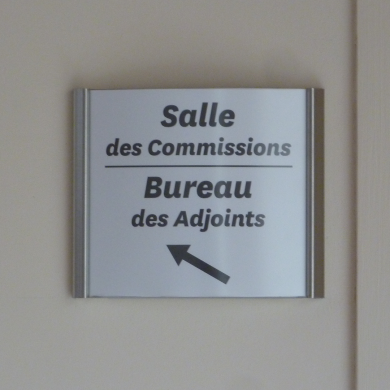 Salle
des Commissions
Bureau
des Adjoints